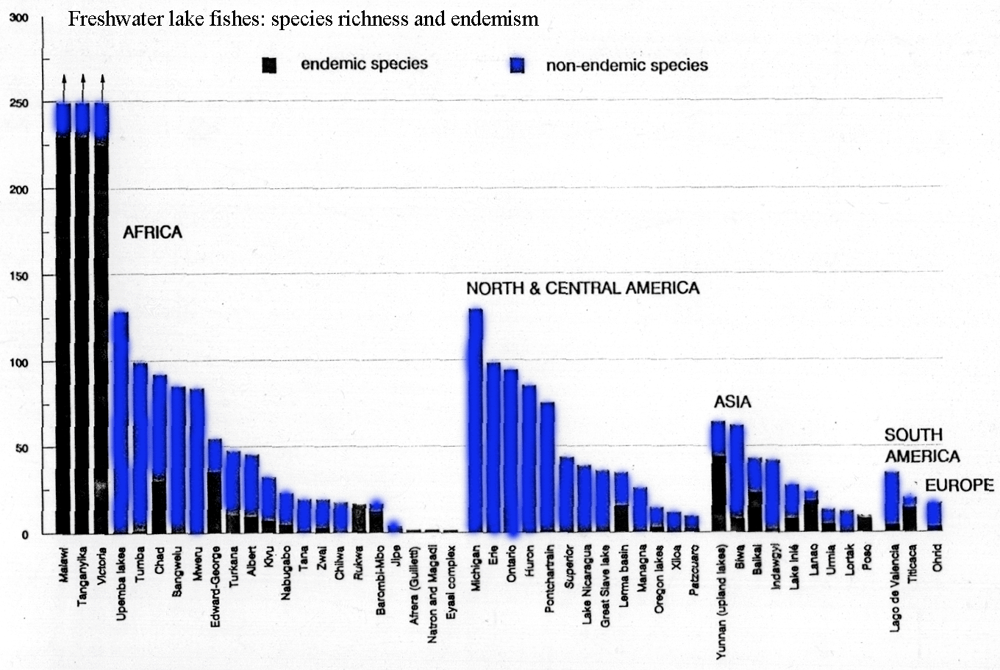 Freshwater lake fishes: species richness and endemism
endemic species
non-endemic species
300
250
200
150
100
50
0
AFRICA
NORTH & CENTRAL AMERICA
ASIA
SOUTH
AMERICA
EUROPE
Malawi
Tanganyika
Victoria
Upemba lakes
Tumba
Chad
Bangwelu
Mweru
Edward-George
Turkana
Albert
Kivu
Nabugabo
Tana
Zwai
Chilwa
Rukwa
Barombi-Mbo
Jipe
Afrera (Guilletti)
Natron and Magadi
Eyasi complex
Michigan
Erie
Ontario
Huron
Pontchartrain
Superior
Lake Nicaragua
Great Slave lake
Lerma basin
Managna
Oregon lakes
Xiloa
Patzcuaro
Yunnan (upland lakes)
Biwa
Baikal
Indawgyi
Lake Inlé
Lanao
Urmia
Lortak
Poso
Lago de Valencia
Titicaca
Ohrid